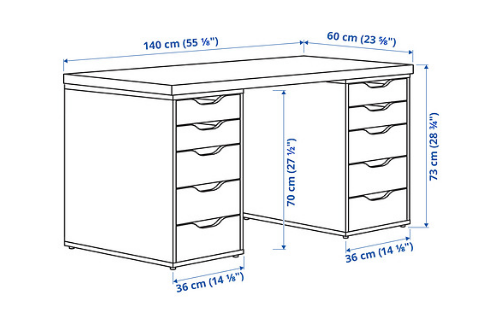 140 cm (55 ⅛")
60 cm (23 ⅝")
70 cm (27 ½")
73 cm (28 ¾")
36 cm (14 ⅛")
36 cm (14 ⅛")